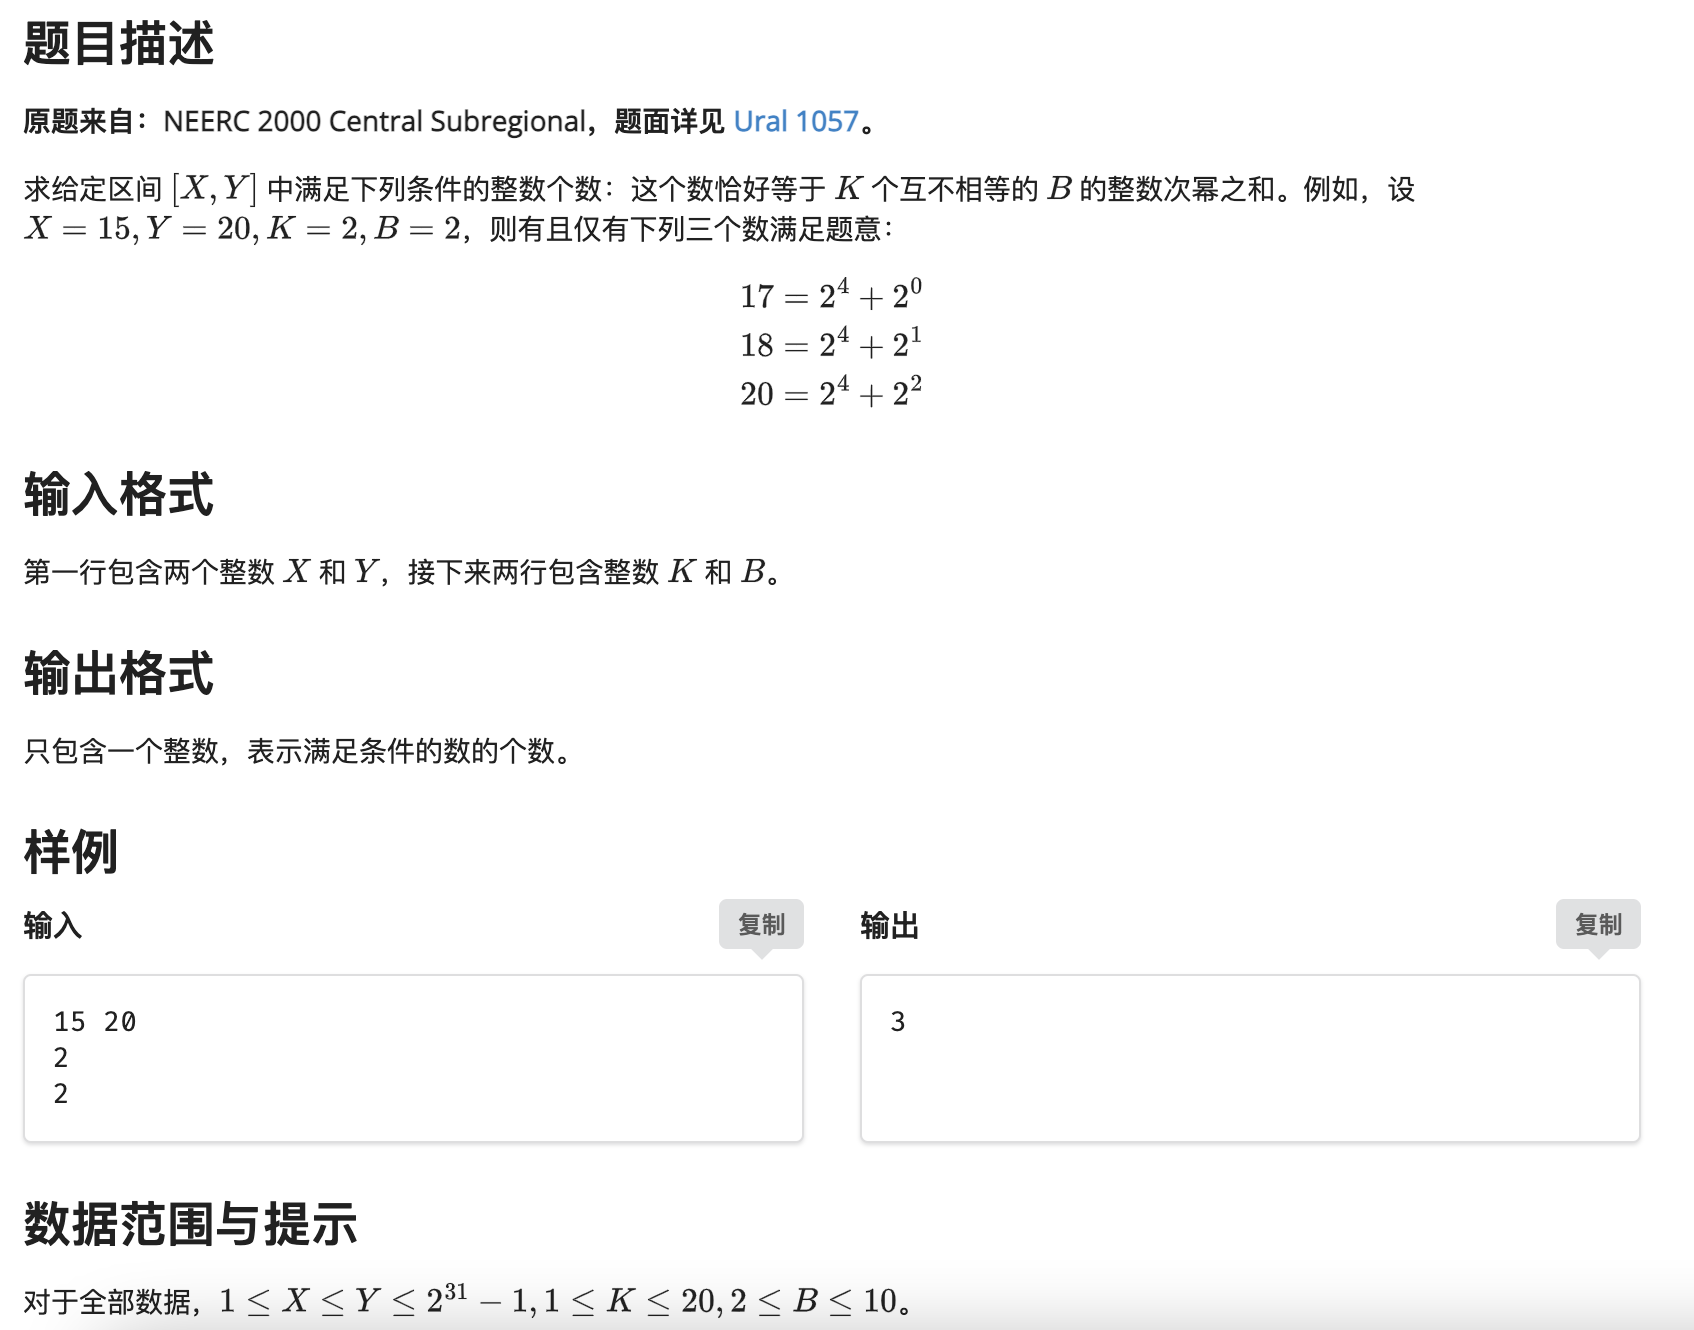 题目描述
原题来自：NEERC 2000 Central Subregional，题面详见 Ural 1057。
求给定区间 [X, Y] 中满足下列条件的整数个数：这个数恰好等于 K 个互不相等的 B 的整数次幂之和。例如，设
X = 15, Y = 20, K = 2, B = 2，则有且仅有下列三个数满足题意：
17 = 2^4 + 2^0
18 = 2^4 + 2^1
20 = 2^4 + 2^2
输入格式
第一行包含两个整数 X 和 Y，接下来两行包含整数 K 和 B。
输出格式
只包含一个整数，表示满足条件的数的个数。
样例
输入 复制 输出 复制
15 20 3
2
2
数据范围与提示
对于全部数据，1 ≤ X ≤ Y ≤ 2^31 − 1, 1 ≤ K ≤ 20, 2 ≤ B ≤ 10。